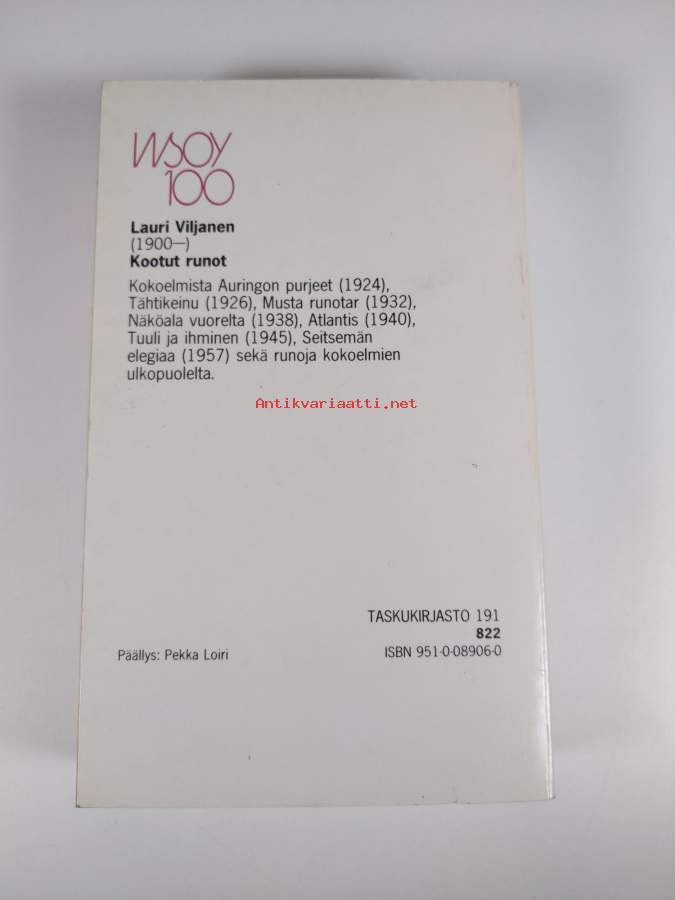 WSOY
100
Lauri Viljanen
(1900—)
Kootut runot
Kokoelmista Auringon purjeet (1924),
Tähtikeinu (1926), Musta runotar (1932),
Näköala vuorelta (1938), Atlantis (1940),
Tuuli ja ihminen (1945), Seitsemän
elegiaa (1957) sekä runoja kokoelmien
ulkopuolelta.
Antikvariaatti.net
TASKUKIRJASTO 191
822
Päällys: Pekka Loiri
ISBN 951-0-08906-0